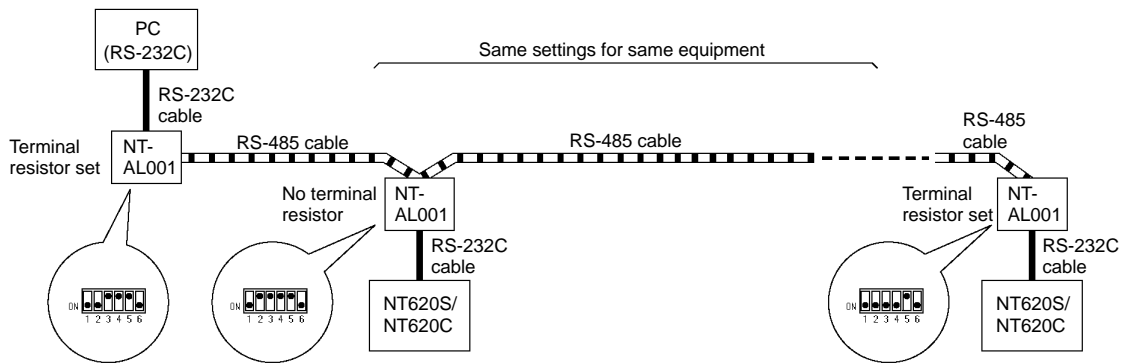 PC
(RS-232C)
Same settings for same equipment
RS-232C
cable
Terminal
resistor set
NT-
AL001
RS-485 cable
RS-485 cable
RS-485
cable
No terminal
resistor
NT-
AL001
Terminal
resistor set
NT-
AL001
RS-232C
cable
RS-232C
cable
ON
1 2 3 4 5 6
ON
1 2 3 4 5 6
NT620S/
NT620C
ON
1 2 3 4 5 6
NT620S/
NT620C